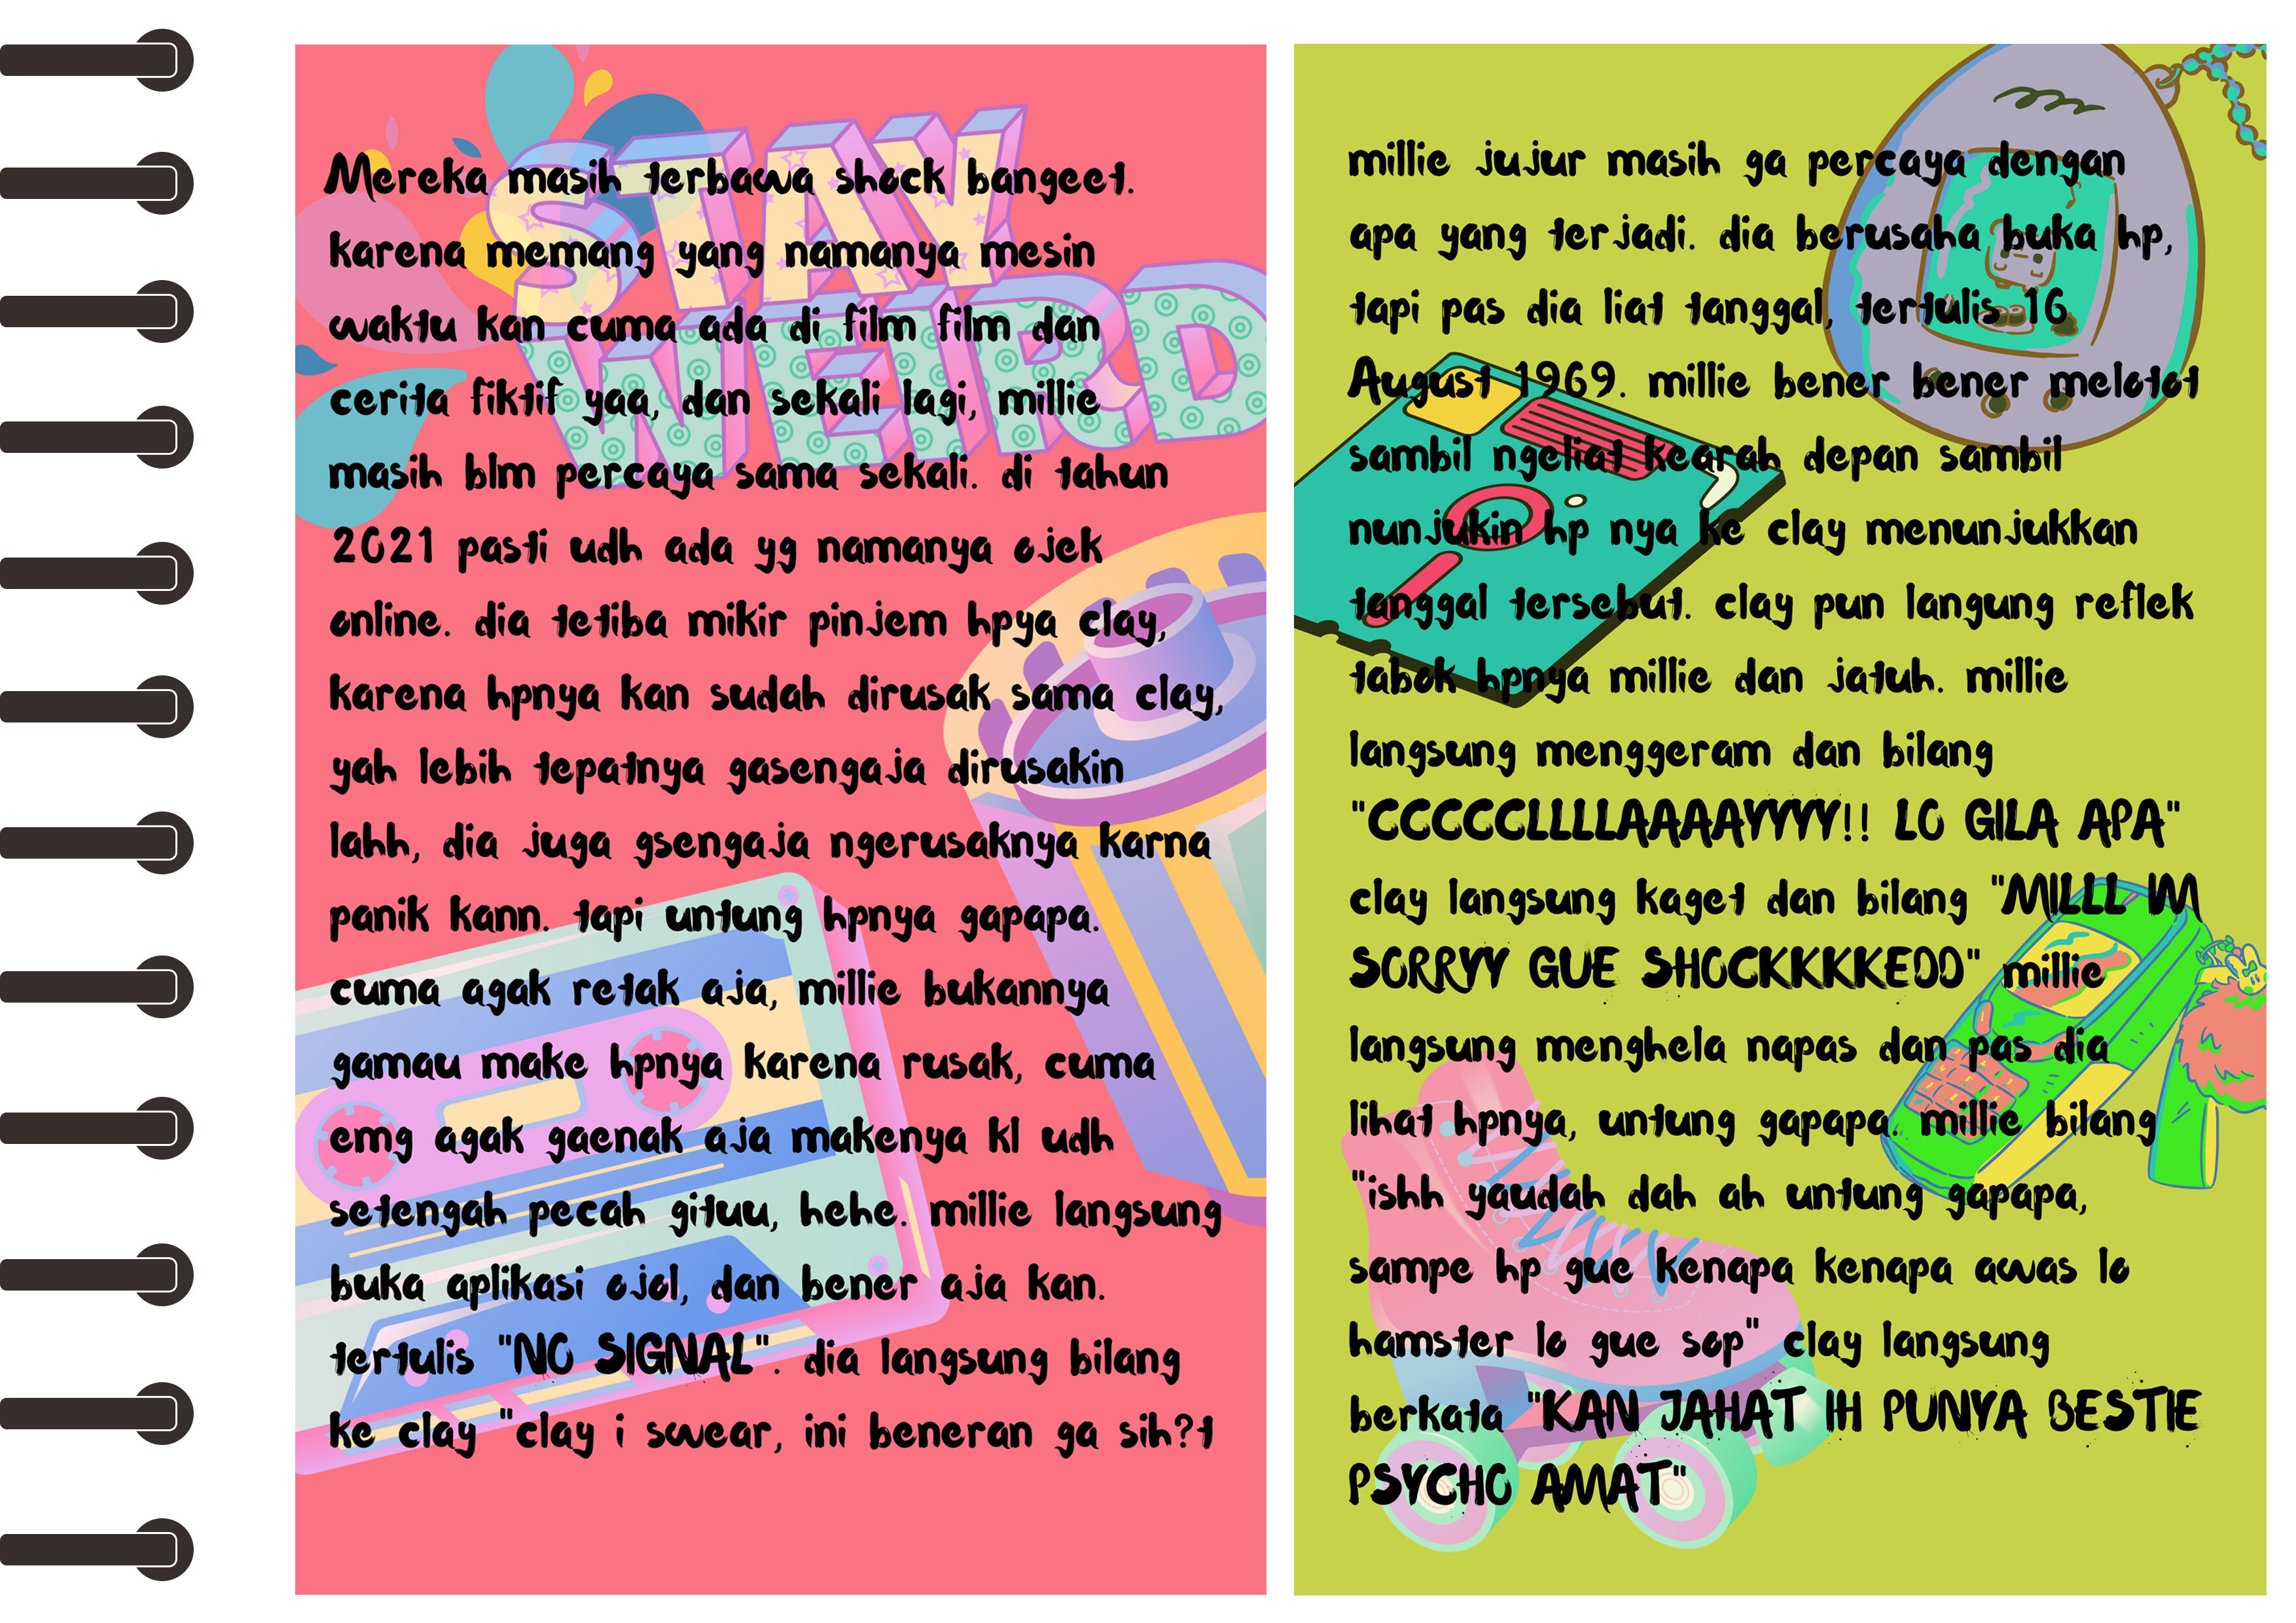 STAY
WEIRD
Mereka masih terbawa shock bangeet.
karena memang yang namanya mesin
waktu kan cuma ada di film film dan
cerita fiktif yaa, dan sekali lagi, millie
masih blm percaya sama sekali. di tahun
2021 pasti udh ada yg namanya ojek
online. dia tetiba mikir pinjem hpya clay,
karena hpnya kan sudah dirusak sama clay,
yah lebih tepatnya gasengaja dirusakin
lahh, dia juga gsengaja ngerusaknya karna
panik kann. tapi untung hpnya gapapa.
cuma agak retak aja, millie bukannya
gamau make hpnya karena rusak, cuma
emg agak gaenak aja makenya kl udh
setengah pecah gituu, hehe. millie langsung
buka aplikasi ojol, dan bener aja kan.
tertulis "NO SIGNAL". dia langsung bilang
ke clay "clay i swear, ini beneran ga sih?t
millie jujur masih ga percaya dengan
apa yang terjadi. dia berusaha buka hp,
tapi pas dia liat tanggal, tertulis 16
August 1969. millie bener bener melotot
sambil ngeliat kearah depan sambil
nunjukin hp nya ke clay menunjukkan
tanggal tersebut. clay pun langung reflek
tabok hpnya millie dan jatuh. millie
langsung menggeram dan bilang
"CCCCCLLLLAAAAYYYY!! LO GILA APA"
clay langsung kaget dan bilang "MILLL IM
SORRYY GUE SHOCKKKKEDD" millie
langsung menghela napas dan pas dia
lihat hpnya, untung gapapa. millie bilang
"ishh yaudah dah ah untung gapapa,
sampe hp gue kenapa kenapa awas lo
hamster lo gue sop" clay langsung
berkata "KAN JAHAT IH PUNYA BESTIE
PSYCHO AMAT"